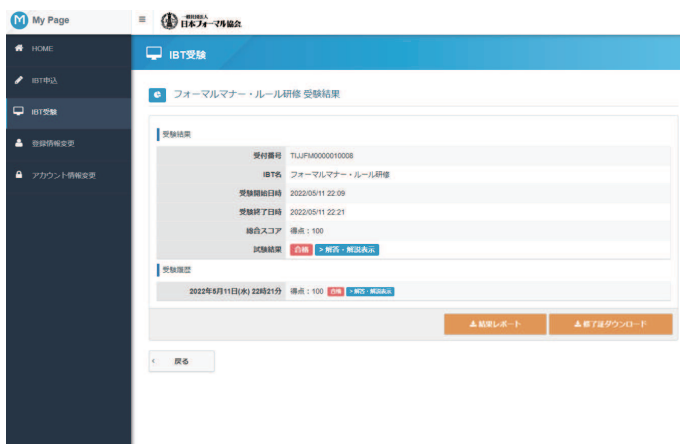 My Page
一般社団法人
日本フォーマル協会
HOME
IBT申込
IBT受験
登録情報変更
アカウント情報変更
IBT受験
フォーマルマナー・ルール研修 受験結果
受験結果
受付番号 TIJJFM0000010008
IBT名 フォーマルマナー・ルール研修
受験開始日時 2022/05/11 22:09
受験終了日時 2022/05/11 22:21
総合スコア 得点：100
試験結果 合格 > 解答・解説表示
受験履歴
2022年5月11日(水) 22時21分 得点：100 合格 > 解答・解説表示
結果レポート
修了証ダウンロード
< 戻る